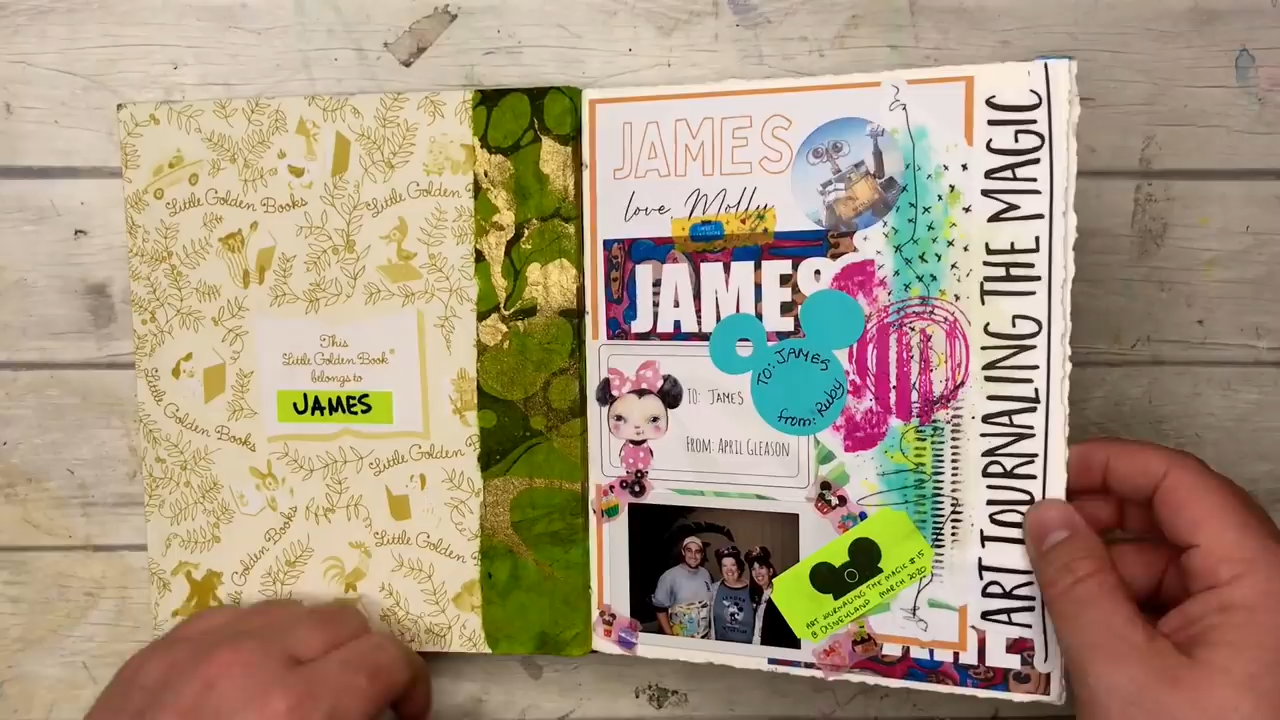 Little Golden Books
Little Golden
This
Little Golden Book®
belongs to
JAMES
Golden Books
Little Golden
Golden Books
Little Golden
JAMES
love Molly
JAMES
TO: JAMES
from: Ruby
TO: JAMES
FROM: APRIL GLEASON
ART JOURNALING THE MAGIC #15
@ DISNEYLAND MARCH 2020
ART JOURNALING THE MAGIC